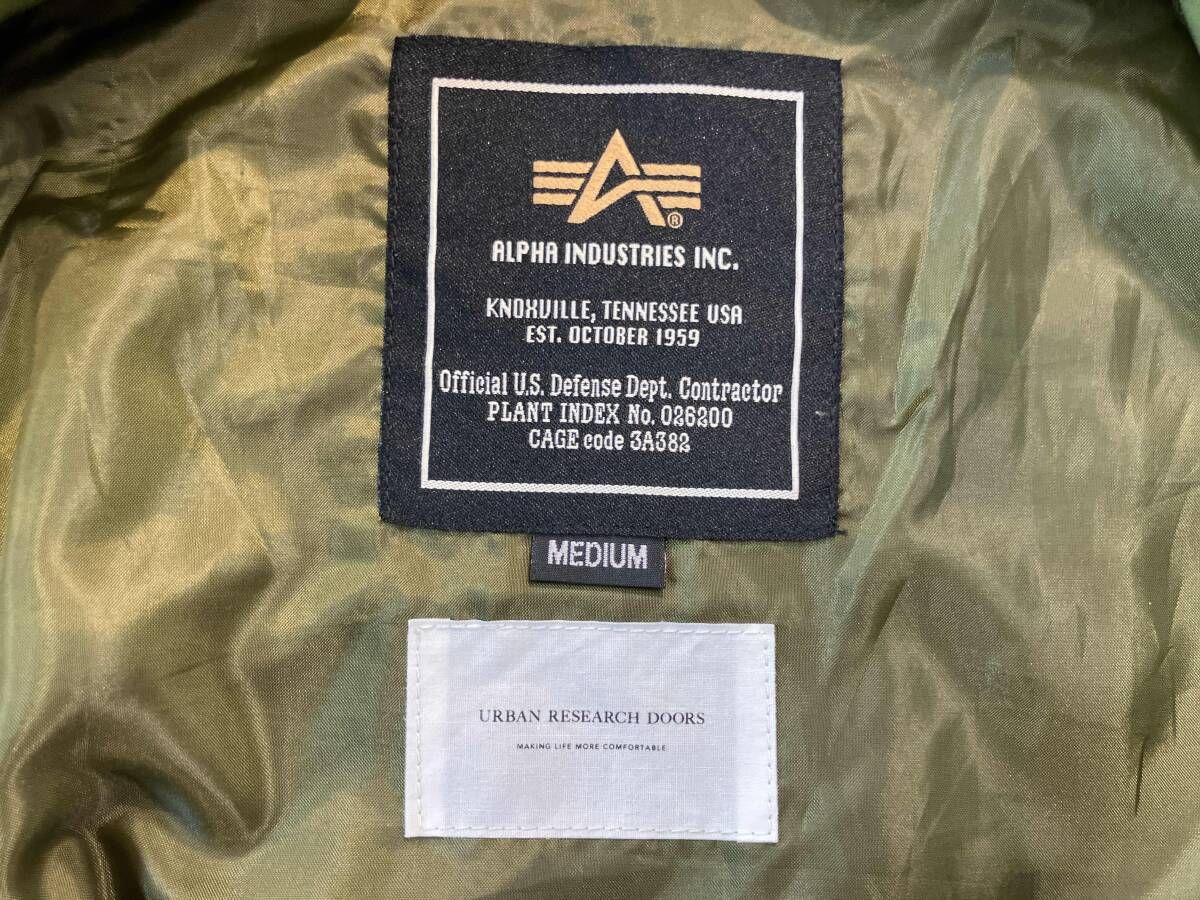 ®
ALPHA INDUSTRIES INC.
KNOXVILLE, TENNESSEE USA
EST. OCTOBER 1959
Official U.S. Defense Dept. Contractor
PLANT INDEX No. 026200
CAGE code 3A382
MEDIUM
URBAN RESEARCH DOORS
MAKING LIFE MORE COMFORTABLE